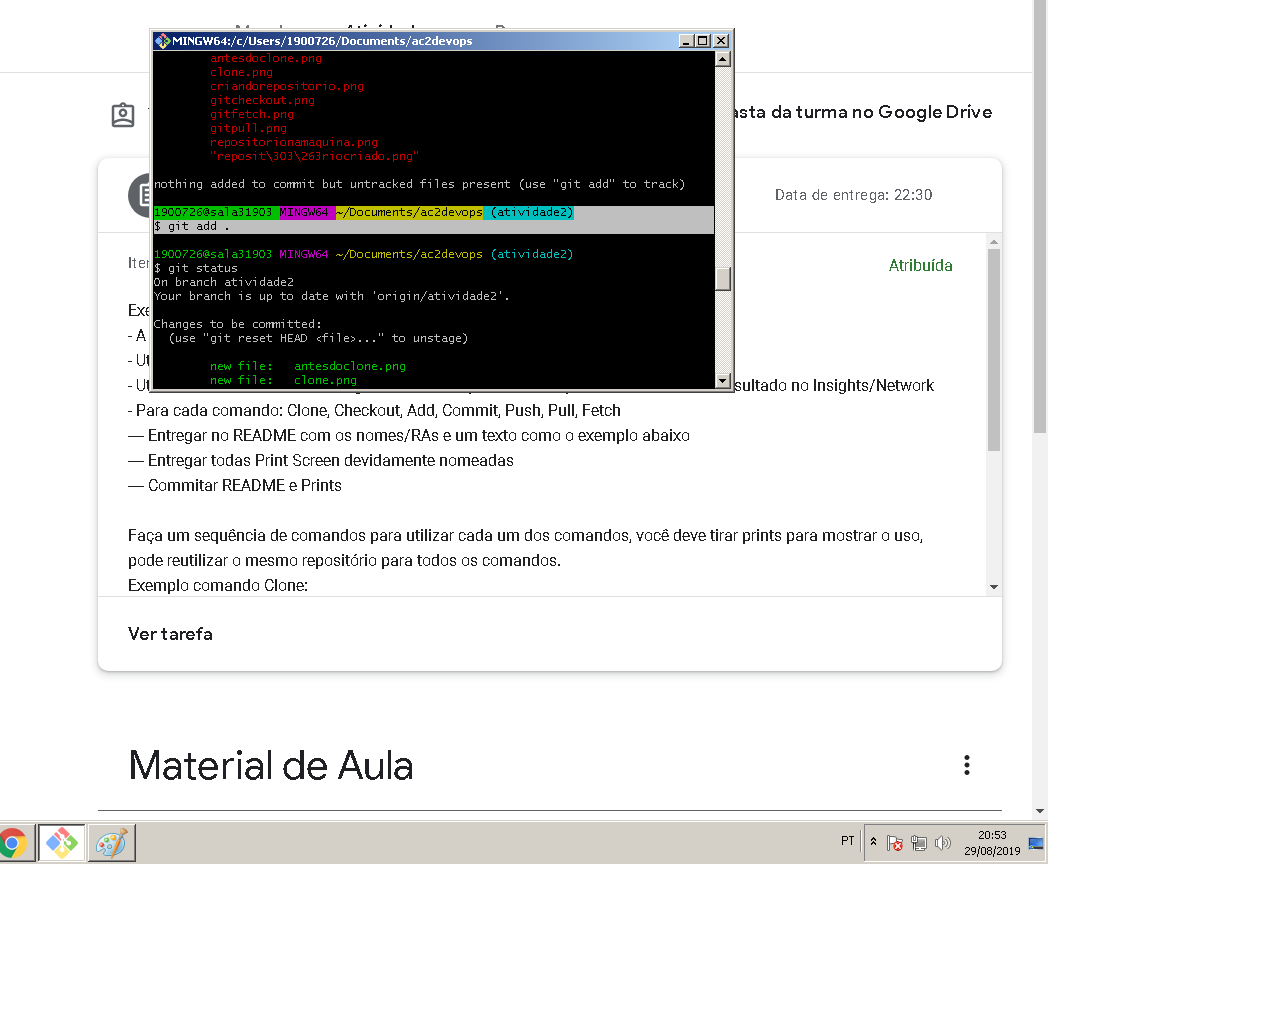 MINGW64:/c/Users/1900726/Documents/ac2devops
antesdoclone.png
clone.png
criandorepositorio.png
gitcheckout.png
gitfetch.png
gitpull.png
repositorionamaquina.png
"reposit\303\263riocriado.png"
nothing added to commit but untracked files present (use "git add" to track)
1900726@sala31903 MINGW64 ~/Documents/ac2devops (atividade2)
$ git add .
1900726@sala31903 MINGW64 ~/Documents/ac2devops (atividade2)
$ git status
On branch atividade2
Your branch is up to date with 'origin/atividade2'.
Changes to be committed:
(use "git reset HEAD <file>..." to unstage)
new file: antesdoclone.png
new file: clone.png
asta da turma no Google Drive
Data de entrega: 22:30
Iter
Atribuída
Exe
- A
- Ut
- Ut
sultado no Insights/Network
- Para cada comando: Clone, Checkout, Add, Commit, Push, Pull, Fetch
— Entregar no README com os nomes/RAs e um texto como o exemplo abaixo
— Entregar todas Print Screen devidamente nomeadas
— Commitar README e Prints
Faça um sequência de comandos para utilizar cada um dos comandos, você deve tirar prints para mostrar o uso,
pode reutilizar o mesmo repositório para todos os comandos.
Exemplo comando Clone:
Ver tarefa
Material de Aula
PT
20:53
29/08/2019